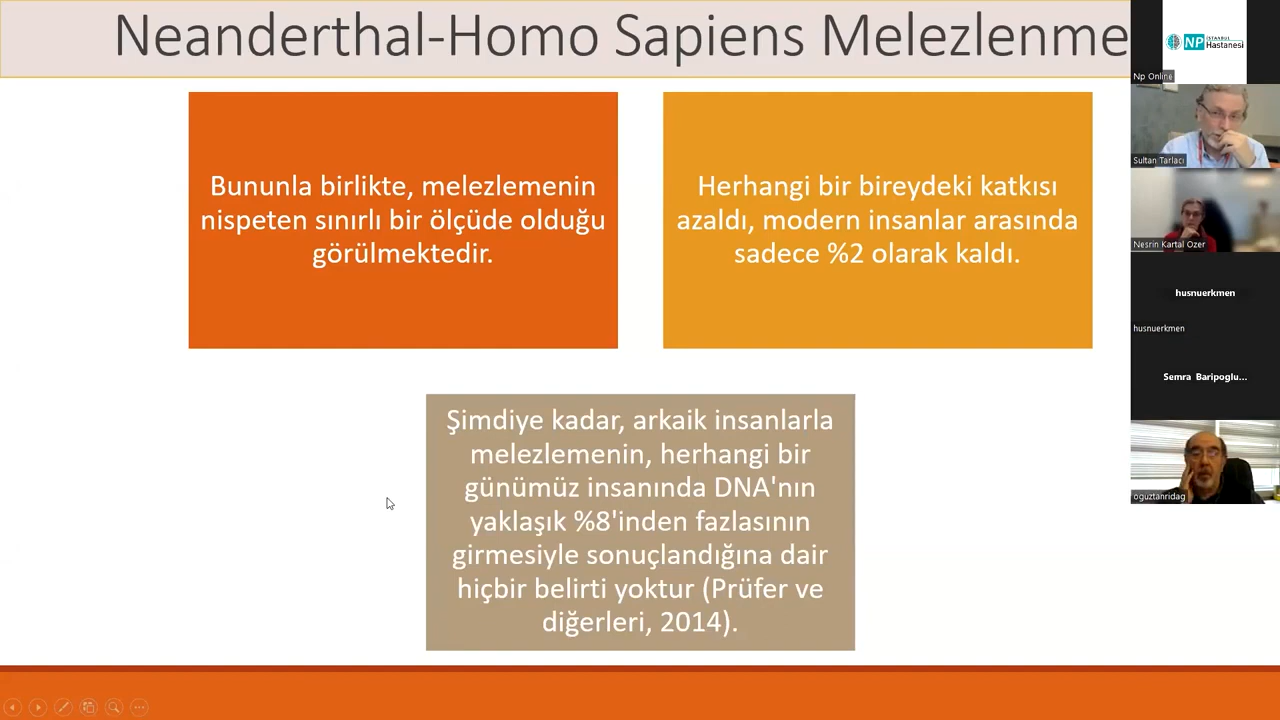 Neanderthal-Homo Sapiens Melezlenme
Bununla birlikte, melezlemenin
nispeten sınırlı bir ölçüde olduğu
görülmektedir.
Herhangi bir bireydeki katkısı
azaldı, modern insanlar arasında
sadece %2 olarak kaldı.
Şimdiye kadar, arkaik insanlarla
melezlemenin, herhangi bir
günümüz insanında DNA'nın
yaklaşık %8'inden fazlasının
girmesiyle sonuçlandığına dair
hiçbir belirti yoktur (Prüfer ve
diğerleri, 2014).
NP İSTANBUL Hastanesi
Np Online
Sultan Tarlacı
Nesrin Kartal Özer
husnuerkmen
husnuerkmen
Semra Baripoglu...
oguztanridag